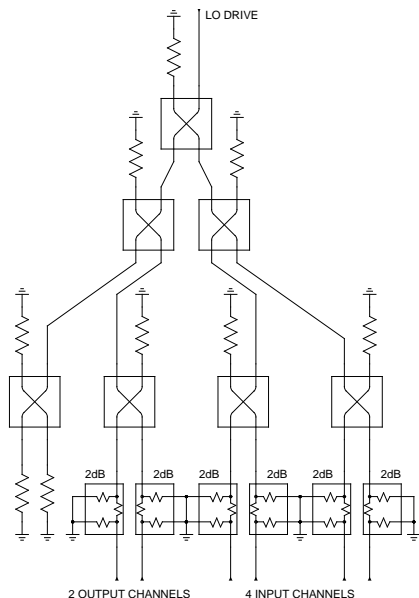 LO DRIVE
2dB 2dB 2dB 2dB 2dB 2dB
2 OUTPUT CHANNELS 4 INPUT CHANNELS